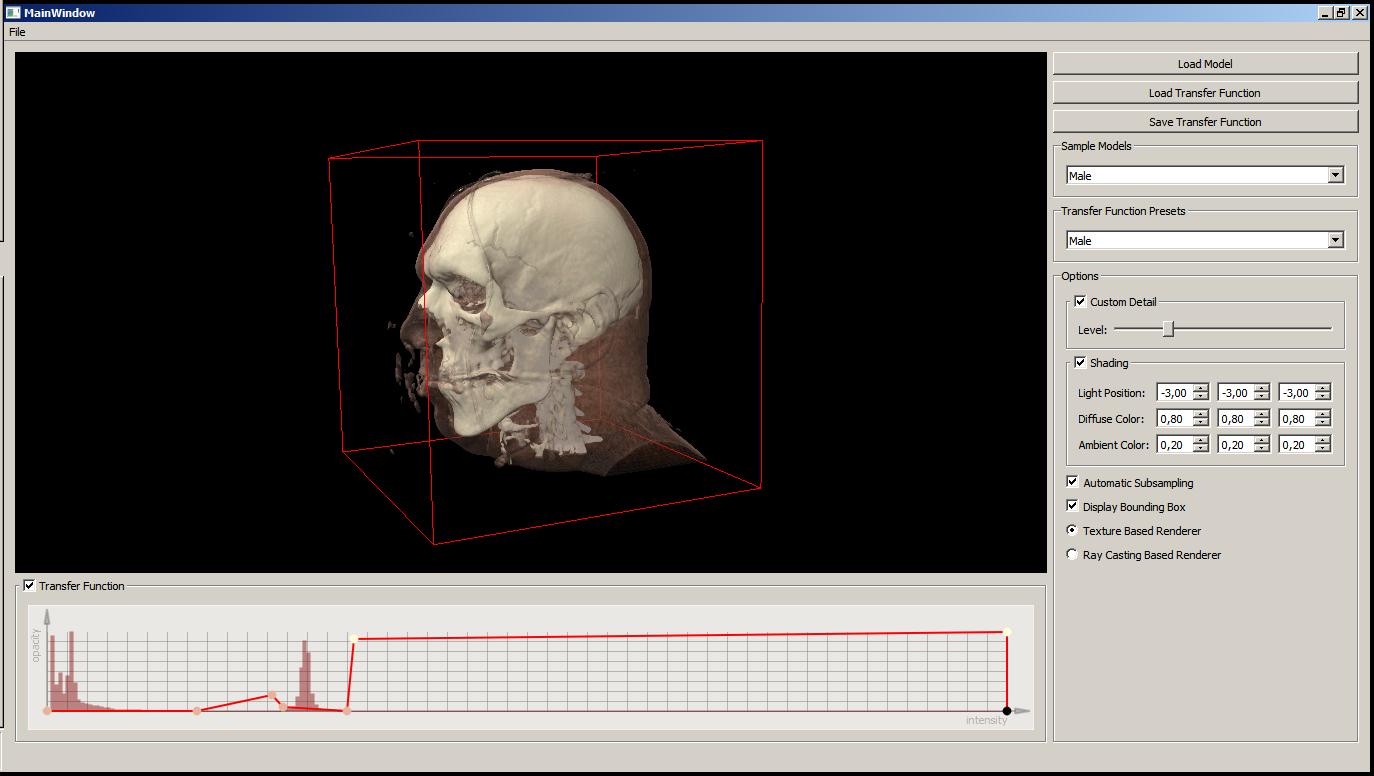 MainWindow
File
Load Model
Load Transfer Function
Save Transfer Function
Sample Models
Male
Transfer Function Presets
Male
Options
Custom Detail
Level:
Shading
Light Position: -3,00 -3,00 -3,00
Diffuse Color: 0,80 0,80 0,80
Ambient Color: 0,20 0,20 0,20
Automatic Subsampling
Display Bounding Box
Texture Based Renderer
Ray Casting Based Renderer
Transfer Function
opacity
intensity